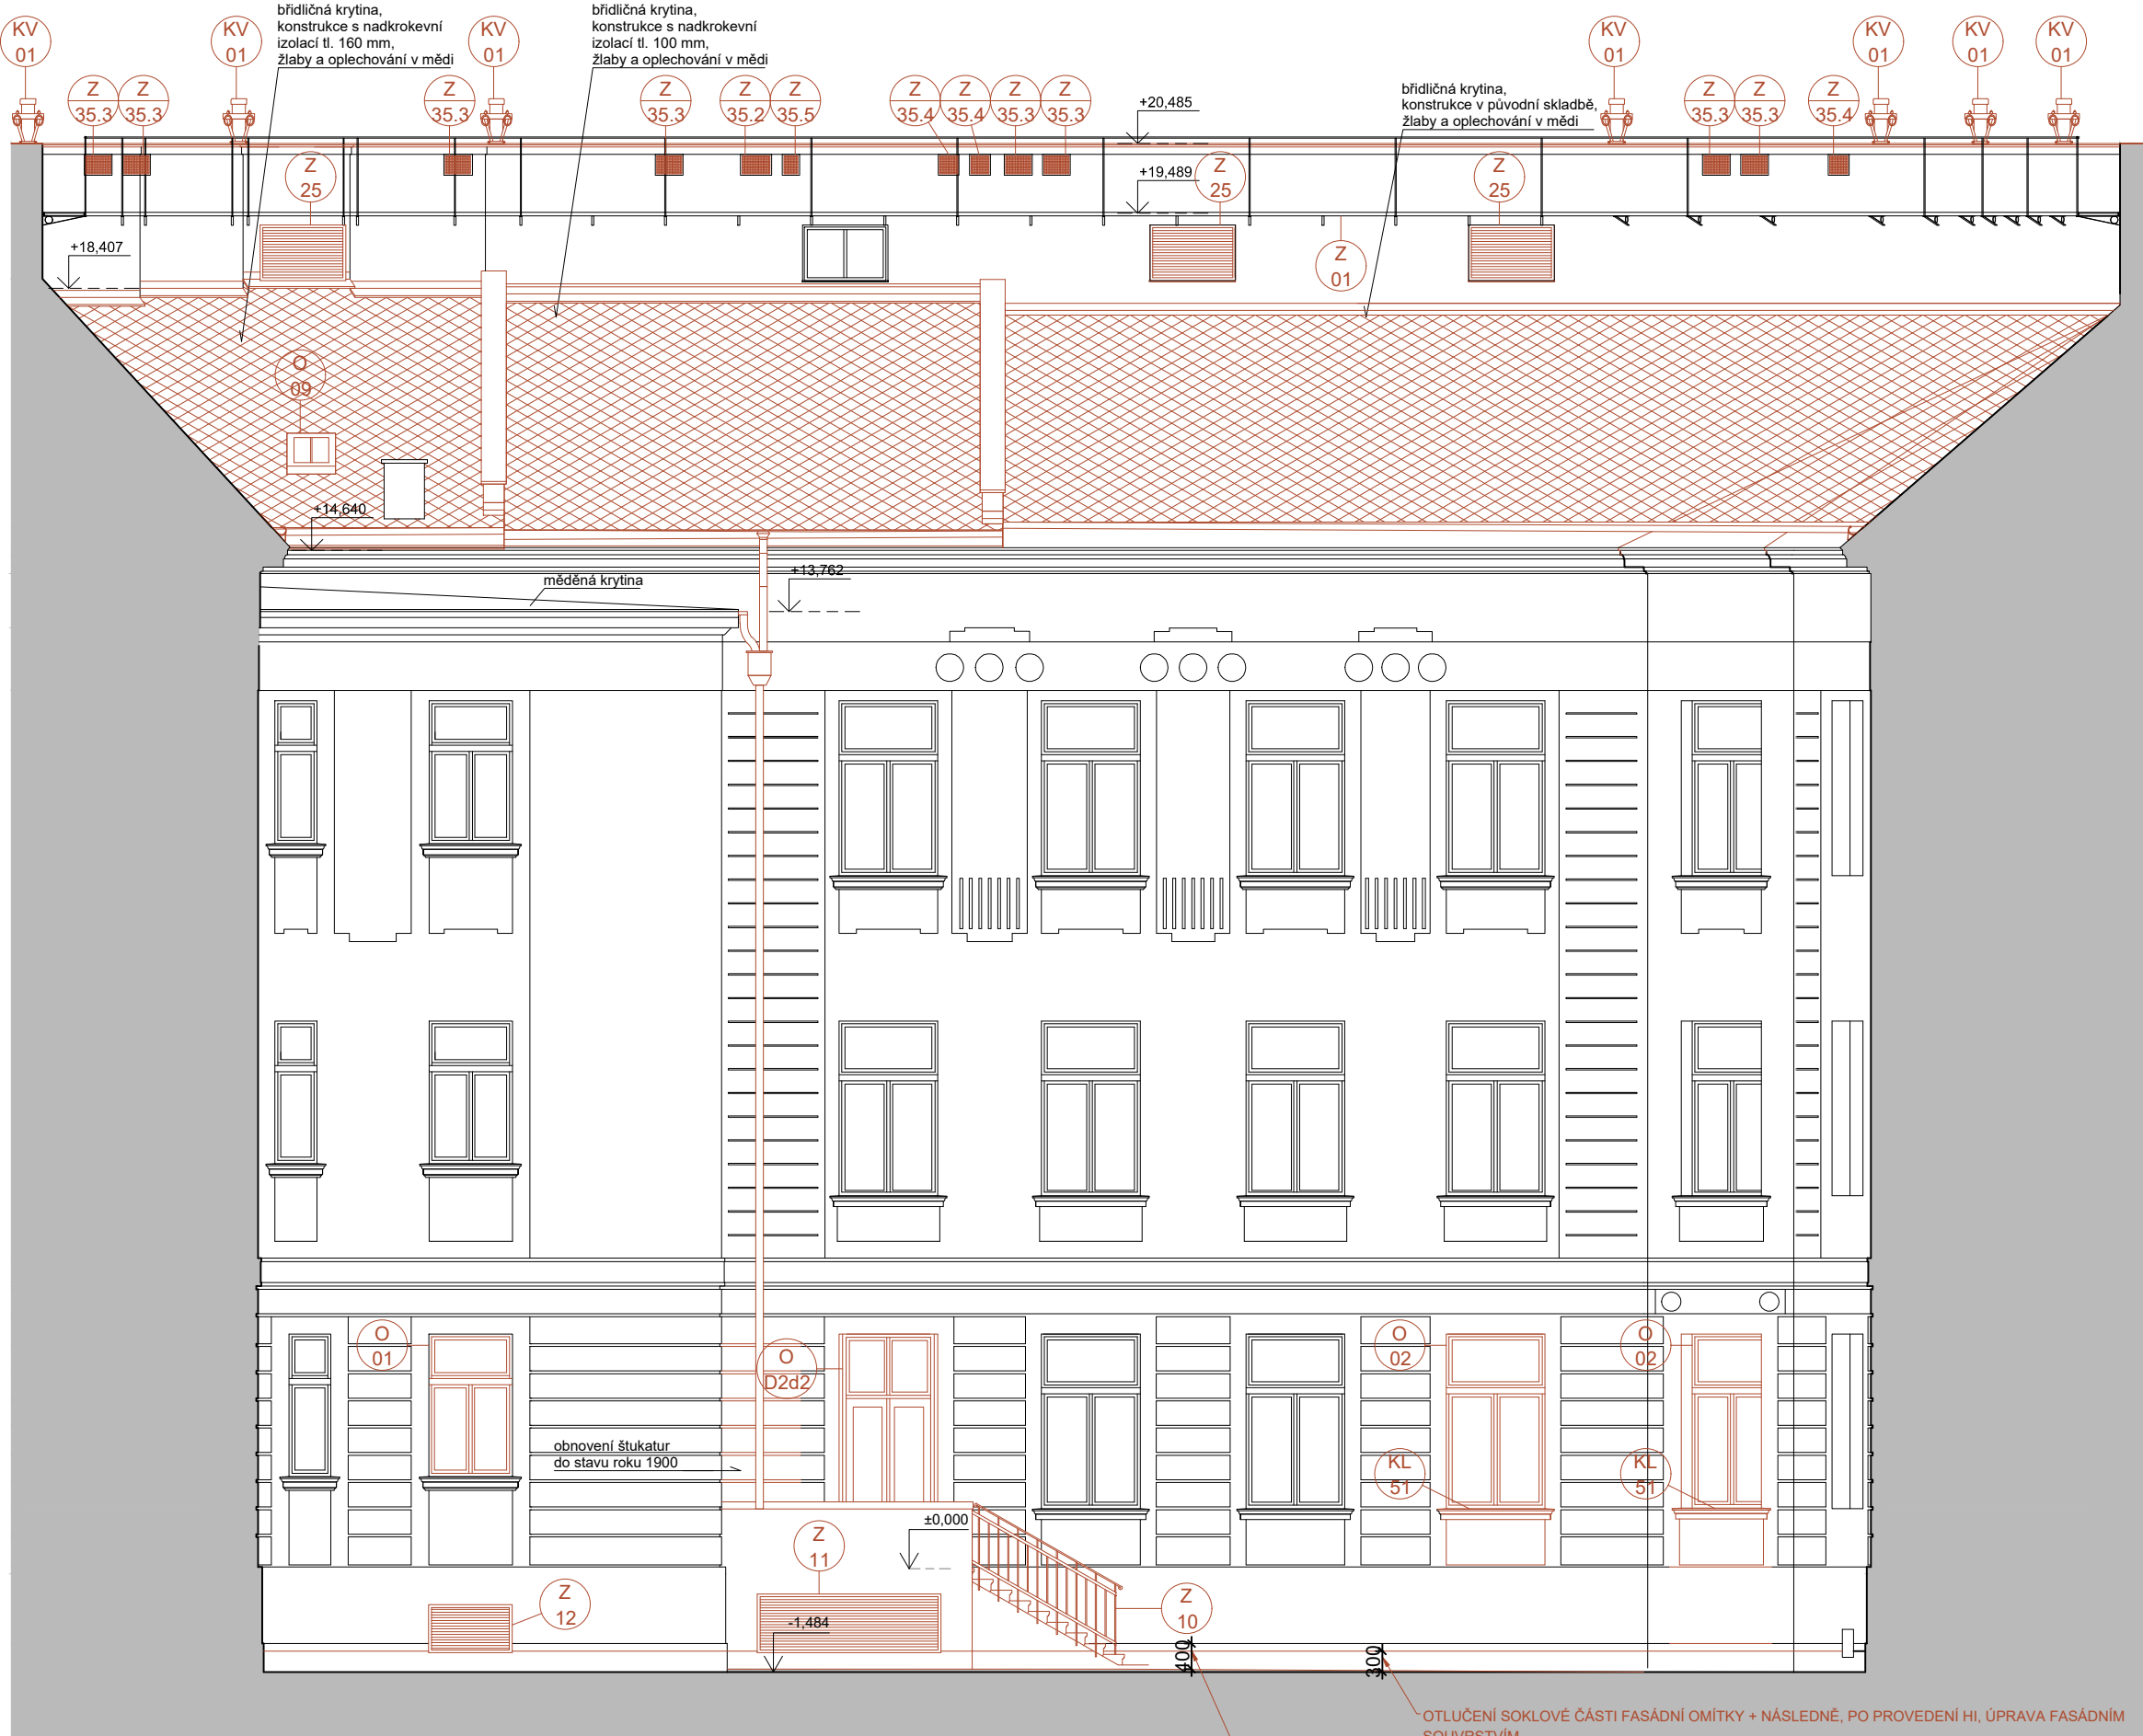 břidličná krytina,
konstrukce s nadkrokevní
izolací tl. 160 mm,
žlaby a oplechování v mědi
břidličná krytina,
konstrukce s nadkrokevní
izolací tl. 100 mm,
žlaby a oplechování v mědi
břidličná krytina,
konstrukce v původní skladbě,
žlaby a oplechování v mědi
KV
01
KV
01
KV
01
KV
01
KV
01
KV
01
KV
01
Z
35.3
Z
35.3
Z
35.3
Z
35.3
Z
35.2
Z
35.5
Z
35.4
Z
35.4
Z
35.3
Z
35.3
Z
35.3
Z
35.3
Z
35.4
+20,485
+19,489
Z
25
Z
25
Z
25
+18,407
Z
01
O
09
+14,640
+13,762
měděná krytina
O
01
O
D2d2
O
02
O
02
obnovení štukatur
do stavu roku 1900
KL
51
KL
51
±0,000
Z
11
Z
12
Z
10
-1,484
400
300
OTLUČENÍ SOKLOVÉ ČÁSTI FASÁDNÍ OMÍTKY + NÁSLEDNĚ, PO PROVEDENÍ HI, ÚPRAVA FASÁDNÍM
SOUVRSTVÍM